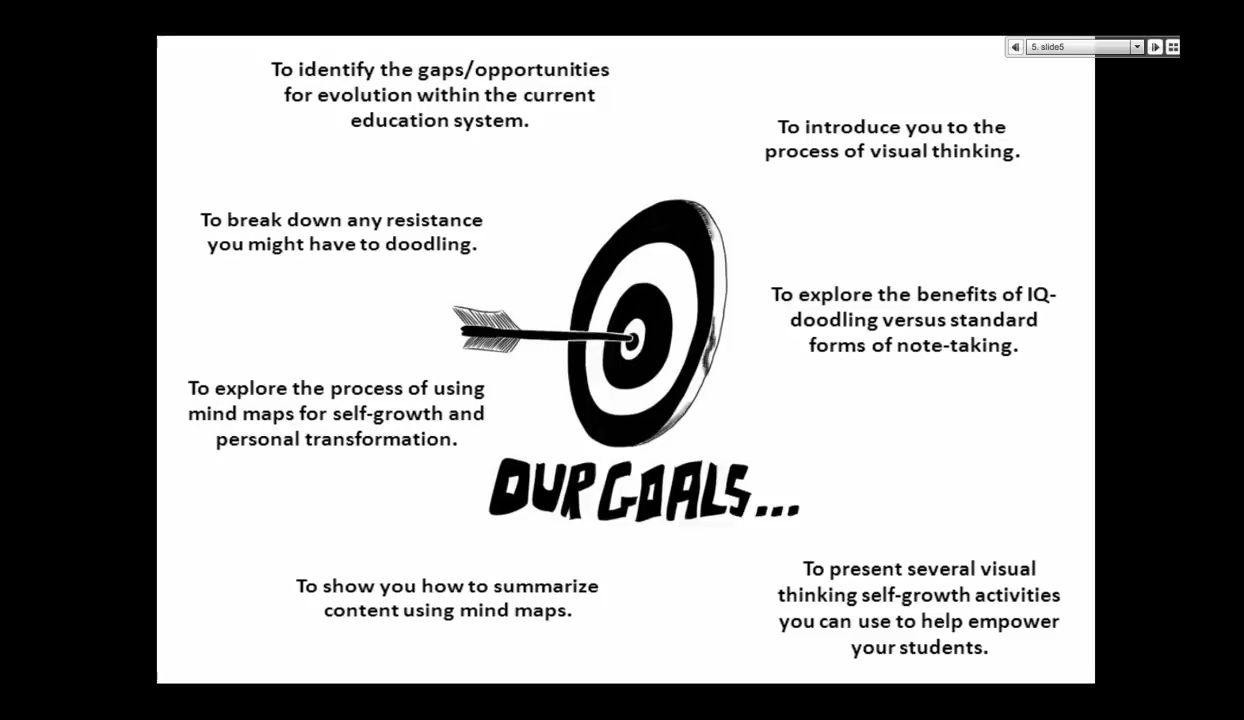 5. slide5
To identify the gaps/opportunities
for evolution within the current
education system.
To introduce you to the
process of visual thinking.
To break down any resistance
you might have to doodling.
To explore the benefits of IQ-
doodling versus standard
forms of note-taking.
To explore the process of using
mind maps for self-growth and
personal transformation.
OUR GOALS...
To show you how to summarize
content using mind maps.
To present several visual
thinking self-growth activities
you can use to help empower
your students.